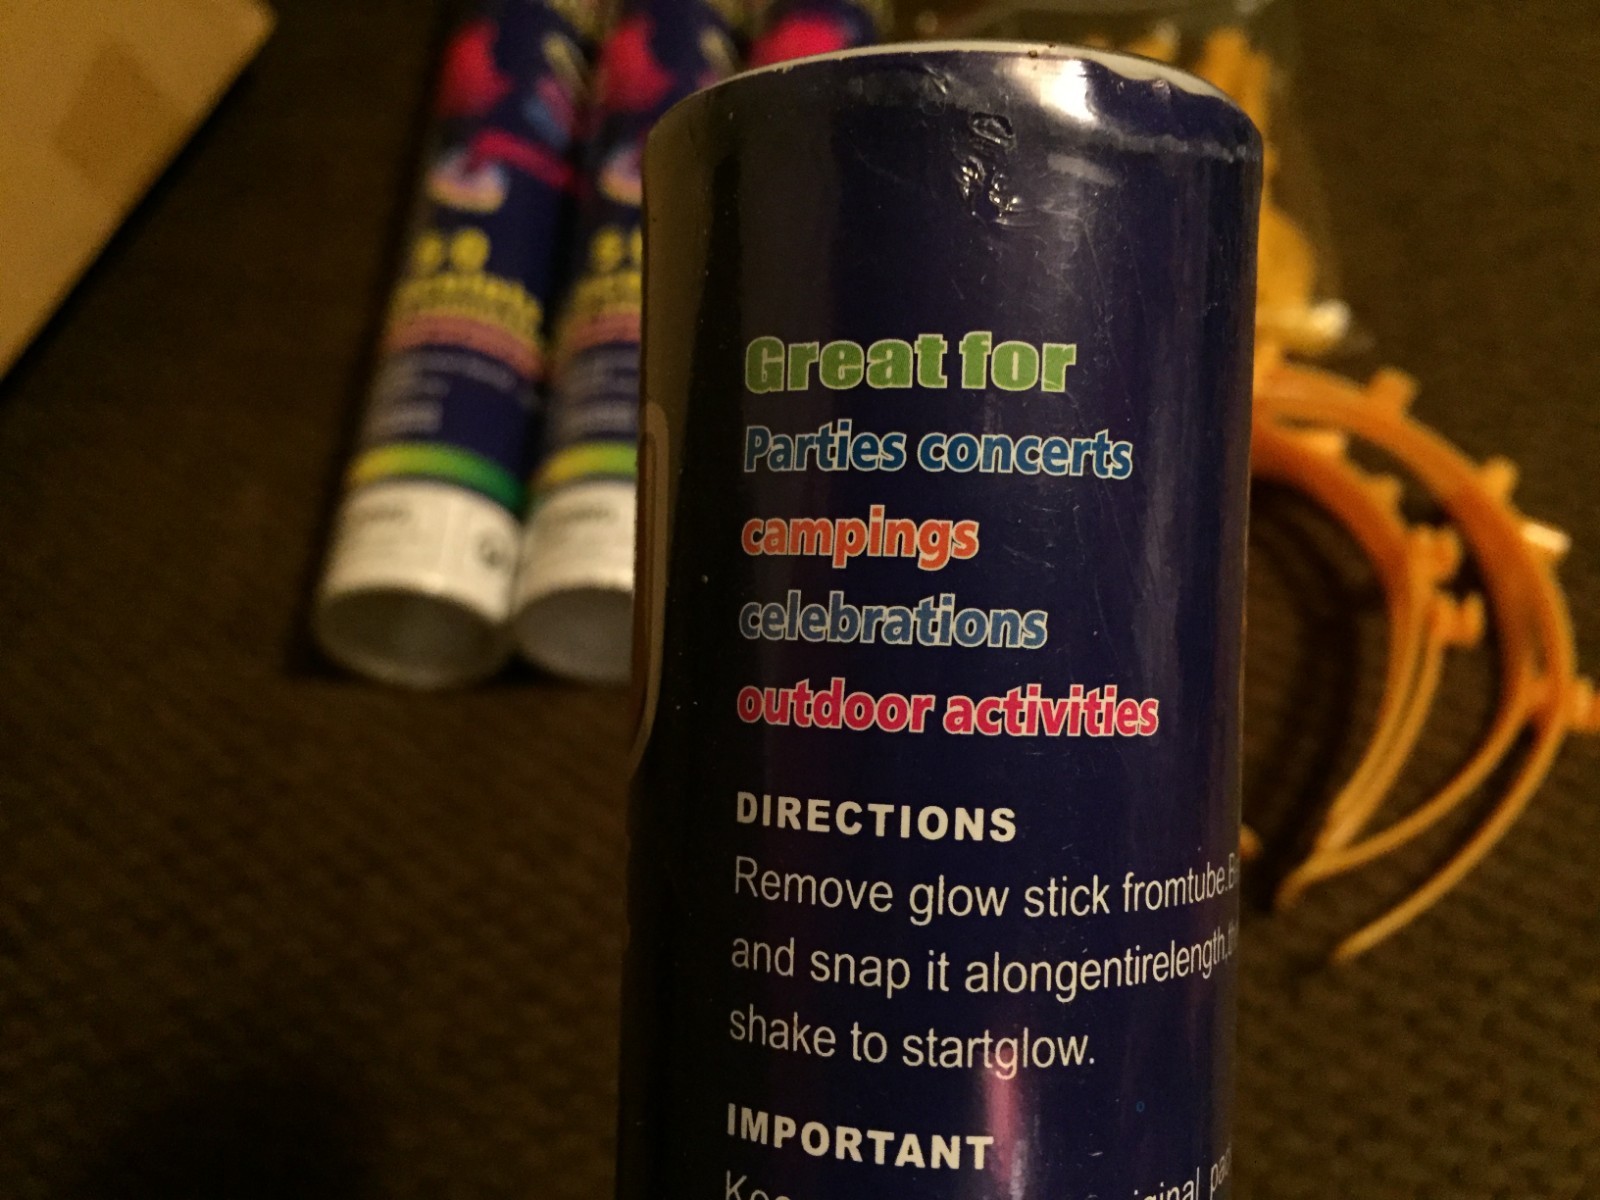 Great for
Parties concerts
campings
celebrations
outdoor activities
DIRECTIONS
Remove glow stick fromtube.
and snap it alongentirelength,
shake to startglow.
IMPORTANT